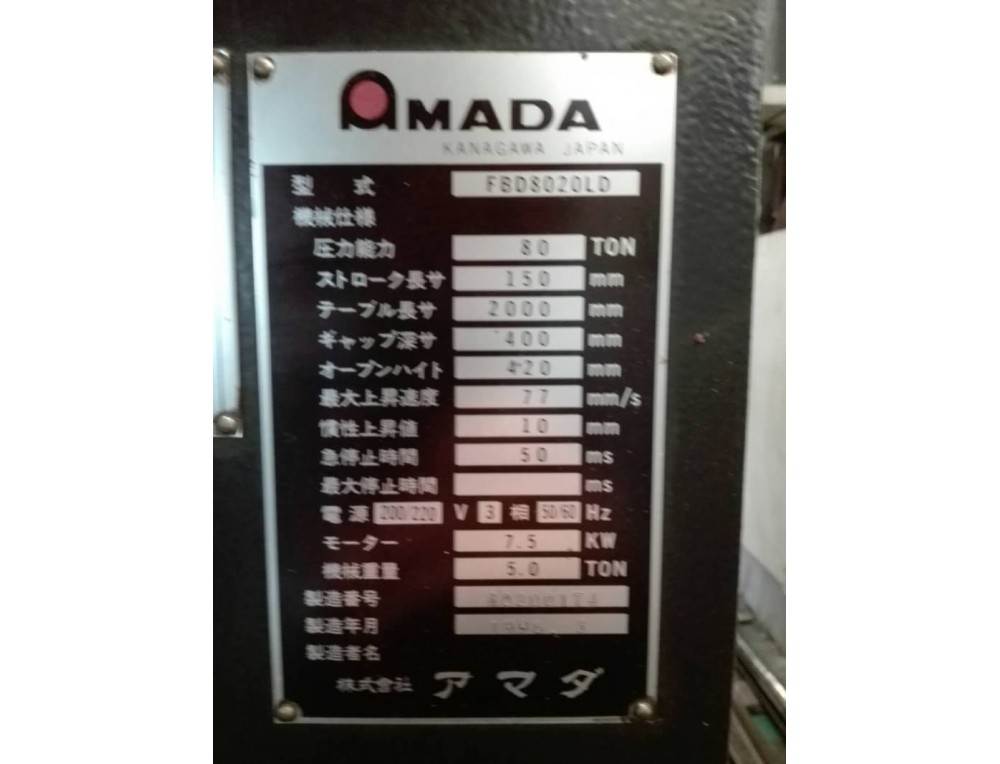 AMADA
KANAGAWA JAPAN
型式 FBD8020LD
機械仕様
圧力能力 80 TON
ストローク長サ 150 mm
テーブル長サ 2000 mm
ギャップ深サ 400 mm
オープンハイト 420 mm
最大上昇速度 77 mm/s
慣性上昇値 10 mm
急停止時間 50 ms
最大停止時間 ms
電源 200/220 V 3 相 50/60 Hz
モーター 7.5 KW
機械重量 5.0 TON
製造番号
製造年月
製造者名
株式会社 アマダ